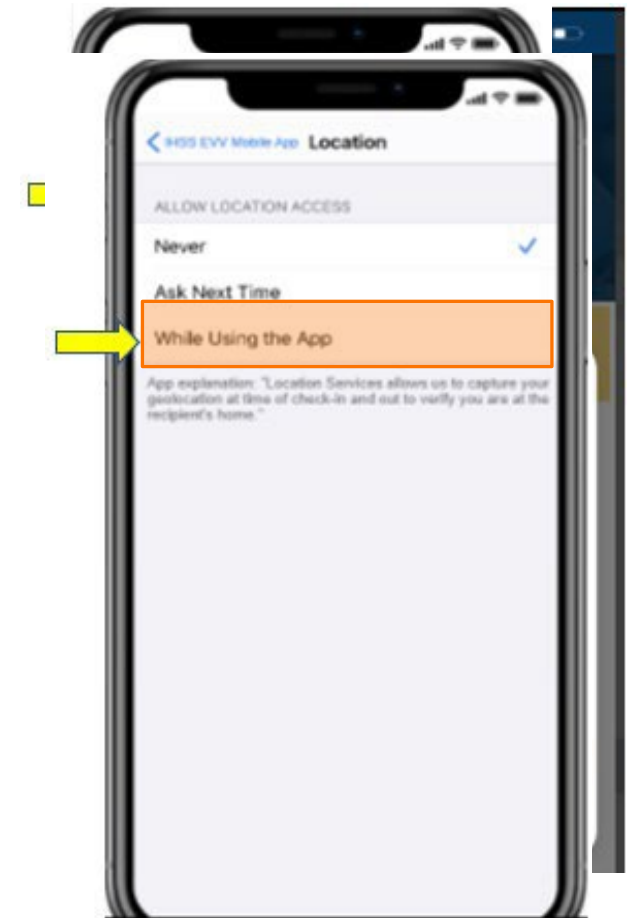 IHSS EVV Mobile App Location
ALLOW LOCATION ACCESS
Never
Ask Next Time
While Using the App
App explanation: "Location Services allows us to capture your
geolocation at time of check-in and out to verify you are at the
recipient's home."